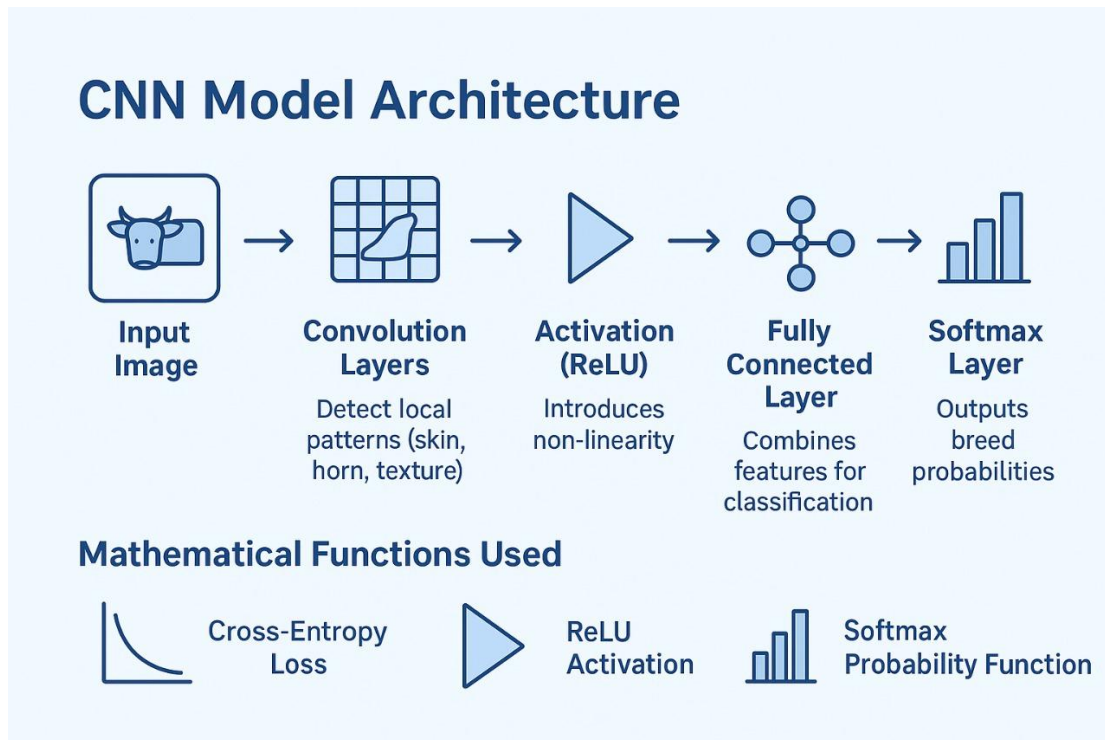 CNN Model Architecture
Input
Image
Convolution
Layers
Detect local
patterns (skin,
horn, texture)
Activation
(ReLU)
Introduces
non-linearity
Fully
Connected
Layer
Combines
features for
classification
Softmax
Layer
Outputs
breed
probabilities
Mathematical Functions Used
Cross-Entropy
Loss
ReLU
Activation
Softmax
Probability Function